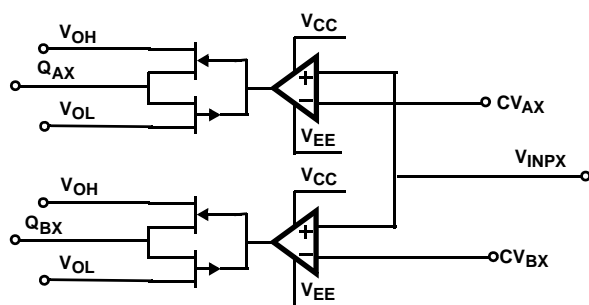 VOH
VCC
QAX
+
−
VOL
CVAX
VEE
VINPX
VOH
VCC
QBX
+
−
VOL
CVBX
VEE